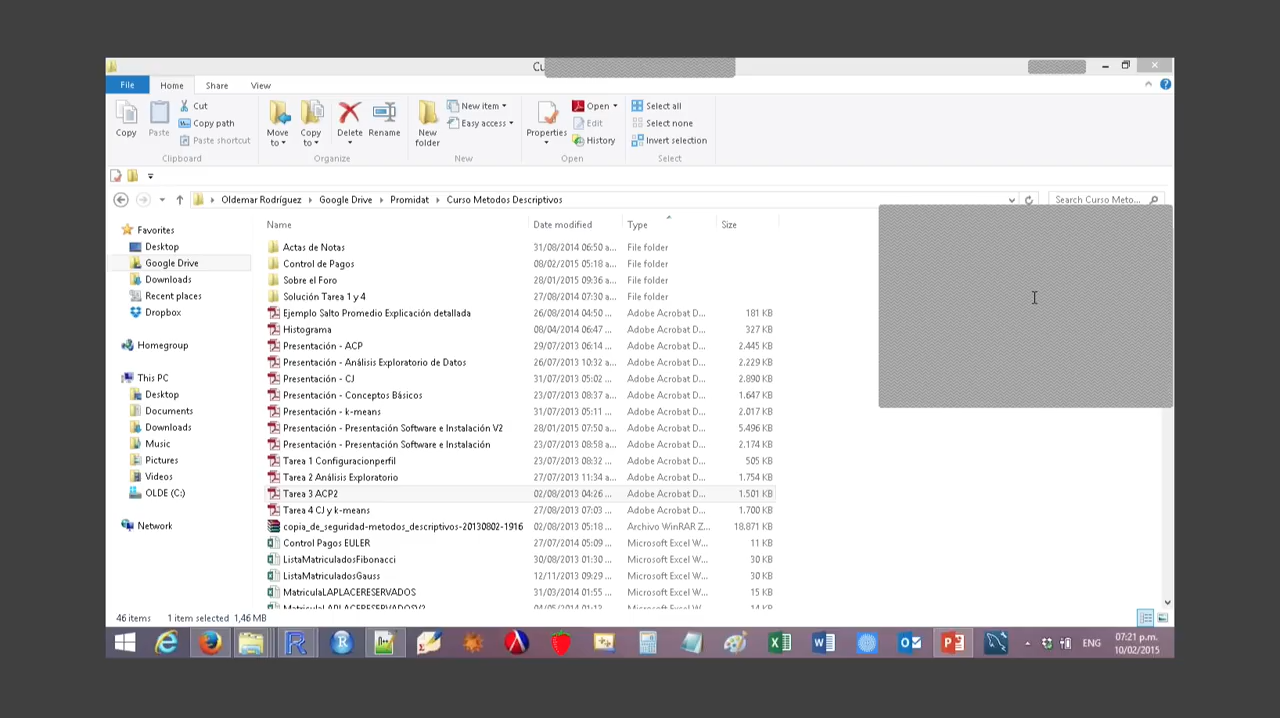 Cu
File Home Share View
Copy Paste Cut Copy path Paste shortcut Move to Copy to Delete Rename New folder New item Easy access Properties Open Edit History Select all Select none Invert selection
Clipboard Organize New Open Select
Oldemar Rodríguez Google Drive Promidat Curso Metodos Descriptivos Search Curso Meto...
Name Date modified Type Size
Favorites
Desktop
Google Drive
Downloads
Recent places
Dropbox
Homegroup
This PC
Desktop
Documents
Downloads
Music
Pictures
Videos
OLDE (C:)
Network
Actas de Notas 31/08/2014 06:50 a... File folder
Control de Pagos 08/02/2015 05:18 a... File folder
Sobre el Foro 28/01/2015 09:36 a... File folder
Solución Tarea 1 y 4 27/08/2014 07:30 a... File folder
Ejemplo Salto Promedio Explicación detallada 26/08/2014 04:50 ... Adobe Acrobat D... 181 KB
Histograma 08/04/2014 06:47 ... Adobe Acrobat D... 327 KB
Presentación - ACP 29/07/2013 06:14 ... Adobe Acrobat D... 2.445 KB
Presentación - Análisis Exploratorio de Datos 26/07/2013 10:32 a... Adobe Acrobat D... 2.229 KB
Presentación - CJ 31/07/2013 05:02 ... Adobe Acrobat D... 2.890 KB
Presentación - Conceptos Básicos 23/07/2013 08:37 a... Adobe Acrobat D... 1.647 KB
Presentación - k-means 31/07/2013 05:11 ... Adobe Acrobat D... 2.017 KB
Presentación - Presentación Software e Instalación V2 28/01/2015 07:50 a... Adobe Acrobat D... 5.496 KB
Presentación - Presentación Software e Instalación 23/07/2013 08:58 a... Adobe Acrobat D... 2.174 KB
Tarea 1 Configuracionperfil 23/07/2013 08:32 ... Adobe Acrobat D... 505 KB
Tarea 2 Análisis Exploratorio 27/07/2013 11:34 a... Adobe Acrobat D... 1.754 KB
Tarea 3 ACP2 02/08/2013 04:26 ... Adobe Acrobat D... 1.501 KB
Tarea 4 CJ y k-means 28/08/2013 07:03 ... Adobe Acrobat D... 1.700 KB
copia_de_seguridad-metodos_descriptivos-20130802-1916 02/08/2013 05:18 ... Archivo WinRAR Z... 18.871 KB
Control Pagos EULER 27/07/2014 05:09 ... Microsoft Excel W... 11 KB
ListaMatriculadosFibonacci 30/08/2013 01:30 ... Microsoft Excel W... 30 KB
ListaMatriculadosGauss 12/11/2013 09:29 ... Microsoft Excel W... 30 KB
MatriculaLAPLACERESERVADOS 31/03/2014 01:55 ... Microsoft Excel W... 15 KB
MatriculaLAPLACERESERVADOSV2 04/05/2014 01:13 ... Microsoft Excel W... 14 KB
46 items 1 item selected 1,46 MB
ENG 07:21 p.m.
10/02/2015